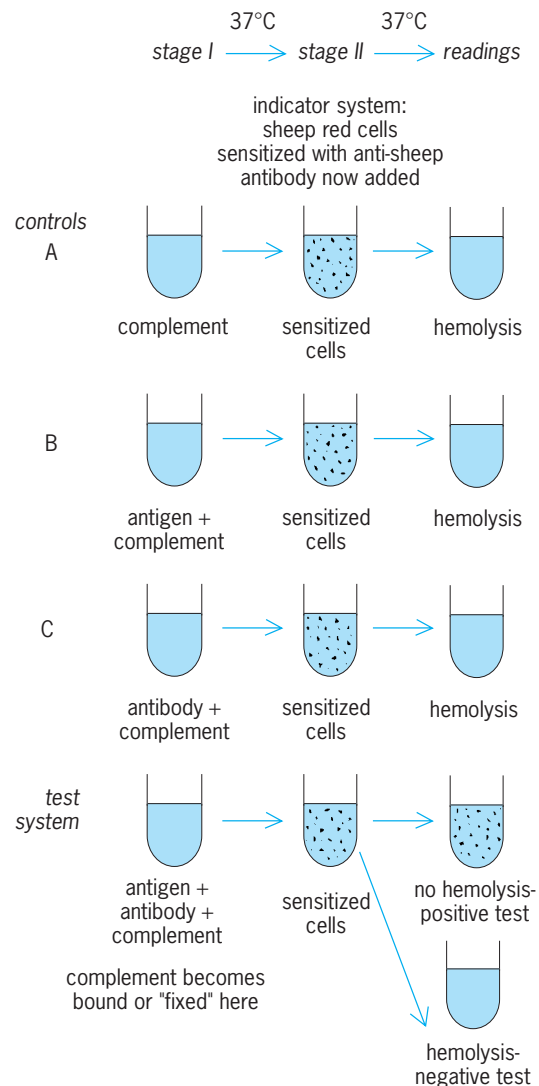 37°C 37°C
stage I stage II readings
indicator system:
sheep red cells
sensitized with anti-sheep
antibody now added
controls
A
complement sensitized cells hemolysis
B
antigen +
complement
sensitized
cells
hemolysis
C
antibody +
complement
sensitized
cells
hemolysis
test
system
antigen +
antibody +
complement
sensitized
cells
no hemolysis-
positive test
complement becomes
bound or "fixed" here
hemolysis-
negative test